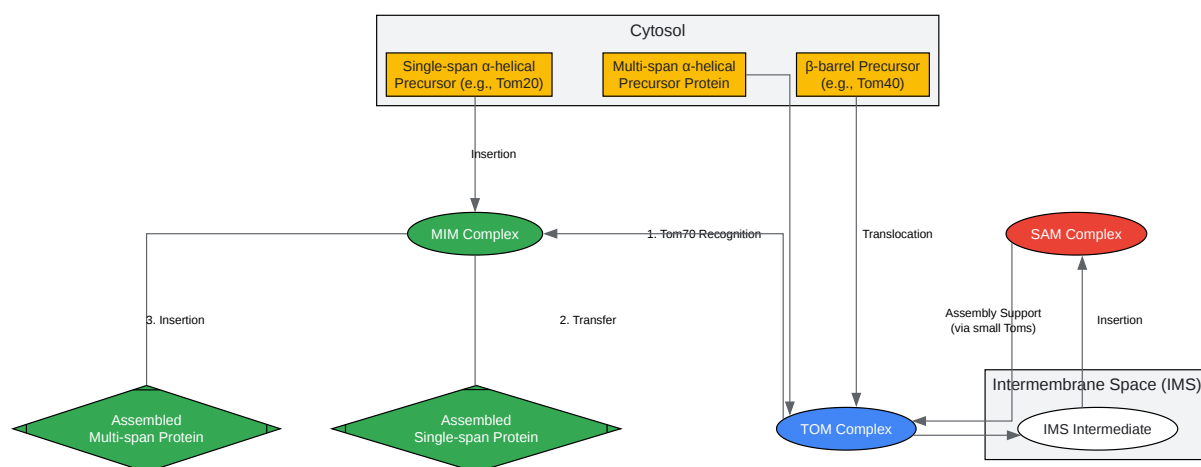 Cytosol
Single-span α-helical
Precursor (e.g., Tom20)
Multi-span α-helical
Precursor Protein
β-barrel Precursor
(e.g., Tom40)
Insertion
MIM Complex
1. Tom70 Recognition
Translocation
SAM Complex
3. Insertion
2. Transfer
Assembly Support
(via small Toms)
Insertion
Intermembrane Space (IMS)
Assembled
Multi-span Protein
Assembled
Single-span Protein
TOM Complex
IMS Intermediate